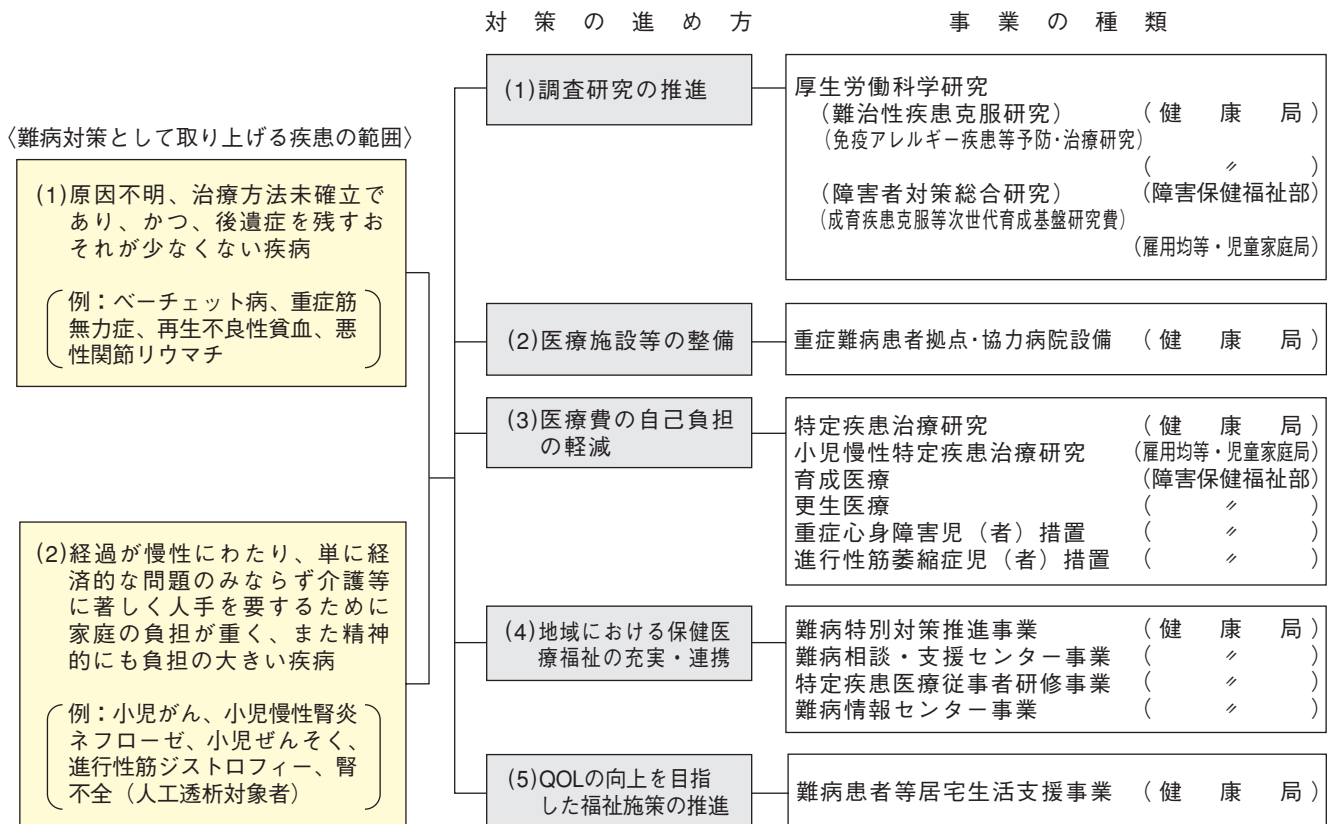 対策の進め方
事業の種類
〈難病対策として取り上げる疾患の範囲〉
(1)原因不明、治療方法未確立で
あり、かつ、後遺症を残すお
それが少なくない疾病
例：ベーチェット病、重症筋
無力症、再生不良性貧血、悪
性関節リウマチ
(2)経過が慢性にわたり、単に経
済的な問題のみならず介護等
に著しく人手を要するために
家庭の負担が重く、また精神
的にも負担の大きい疾病
例：小児がん、小児慢性腎炎
ネフローゼ、小児ぜんそく、
進行性筋ジストロフィー、腎
不全（人工透析対象者）
(1)調査研究の推進
厚生労働科学研究
（難治性疾患克服研究）（健康局）
（免疫アレルギー疾患等予防・治療研究）
（〃）
（障害者対策総合研究）（障害保健福祉部）
（成育疾患克服等次世代育成基盤研究費）
（雇用均等・児童家庭局）
(2)医療施設等の整備
重症難病患者拠点・協力病院設備（健康局）
(3)医療費の自己負担
の軽減
特定疾患治療研究（健康局）
小児慢性特定疾患治療研究（雇用均等・児童家庭局）
育成医療（障害保健福祉部）
更生医療（〃）
重症心身障害児（者）措置（〃）
進行性筋萎縮症児（者）措置（〃）
(4)地域における保健医
療福祉の充実・連携
難病特別対策推進事業（健康局）
難病相談・支援センター事業（〃）
特定疾患医療従事者研修事業（〃）
難病情報センター事業（〃）
(5)QOLの向上を目指
した福祉施策の推進
難病患者等居宅生活支援事業（健康局）